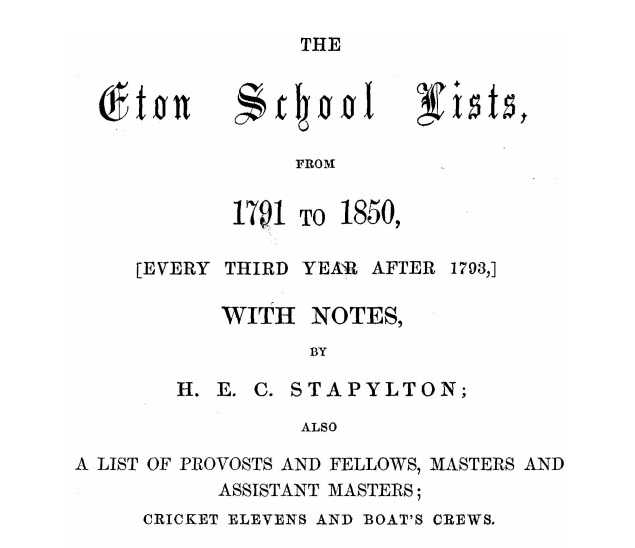 THE
Eton School Lists,
FROM
1791 TO 1850,
[EVERY THIRD YEAR AFTER 1793,]
WITH NOTES,
BY
H. E. C. STAPYLTON;
ALSO
A LIST OF PROVOSTS AND FELLOWS, MASTERS AND
ASSISTANT MASTERS;
CRICKET ELEVENS AND BOAT'S CREWS.